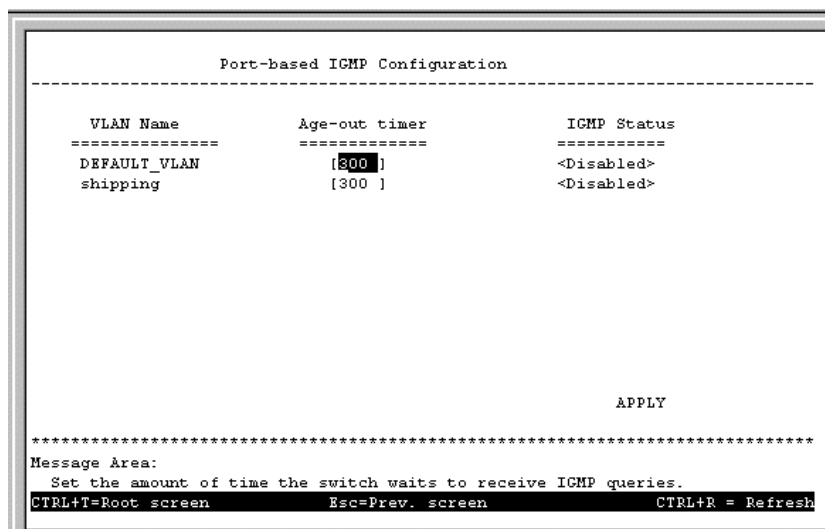 Port-based IGMP Configuration
--------------------------------------------------------------------------------
VLAN Name Age-out timer IGMP Status
=============== ============= ===========
DEFAULT_VLAN [300 ] <Disabled>
shipping [300 ] <Disabled>
APPLY
********************************************************************************
Message Area:
Set the amount of time the switch waits to receive IGMP queries.
CTRL+T=Root screen Esc=Prev. screen CTRL+R = Refresh